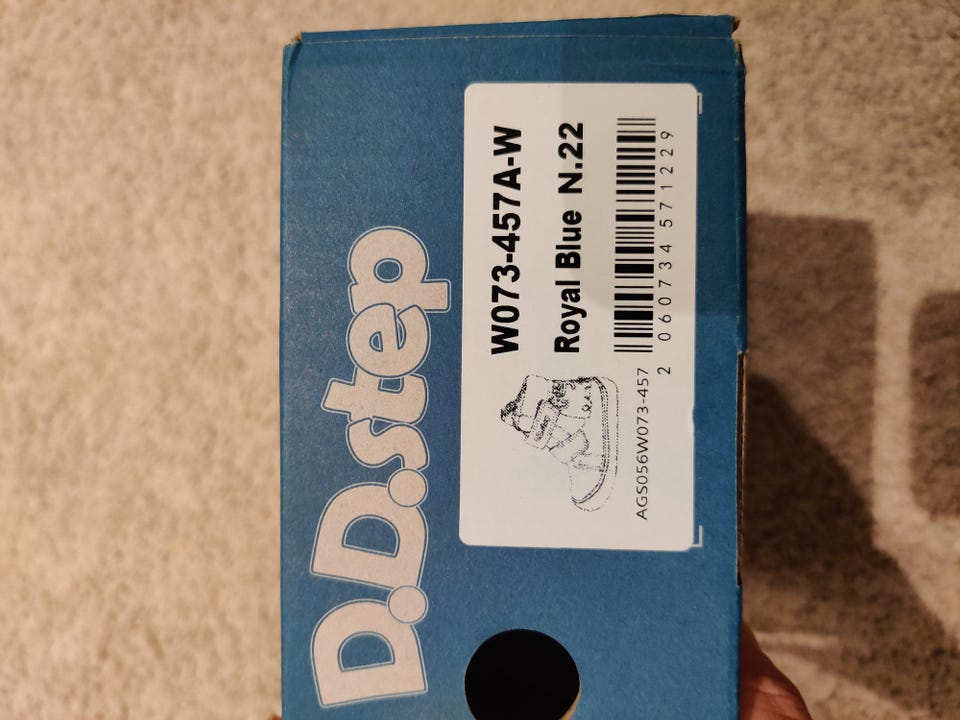 D.D.step
W073-457A-W
Royal Blue N.22
AGS056W073-457
2 060734 571229